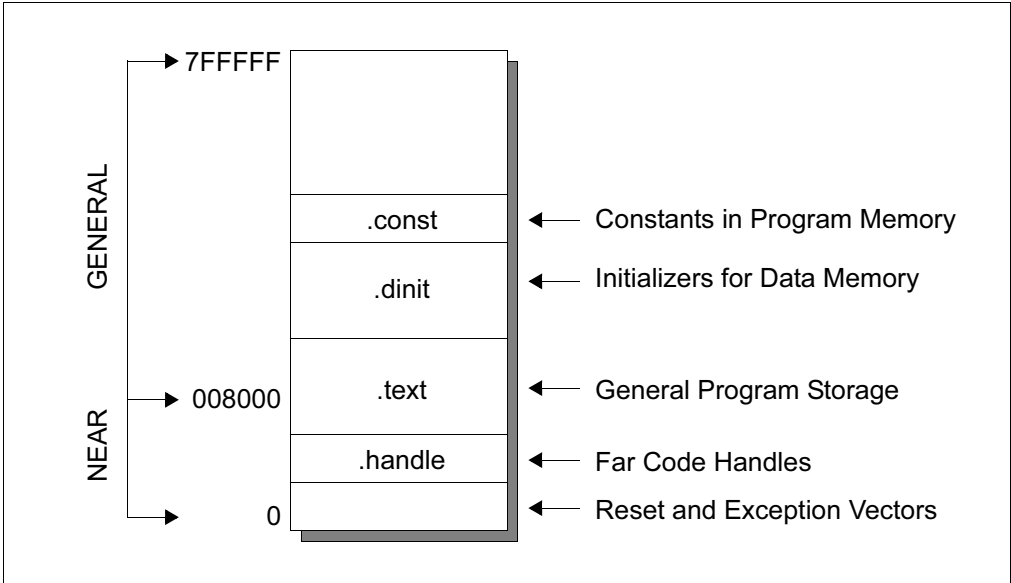 7FFFFF
GENERAL
.const
Constants in Program Memory
.dinit
Initializers for Data Memory
.text
General Program Storage
008000
NEAR
.handle
Far Code Handles
0
Reset and Exception Vectors